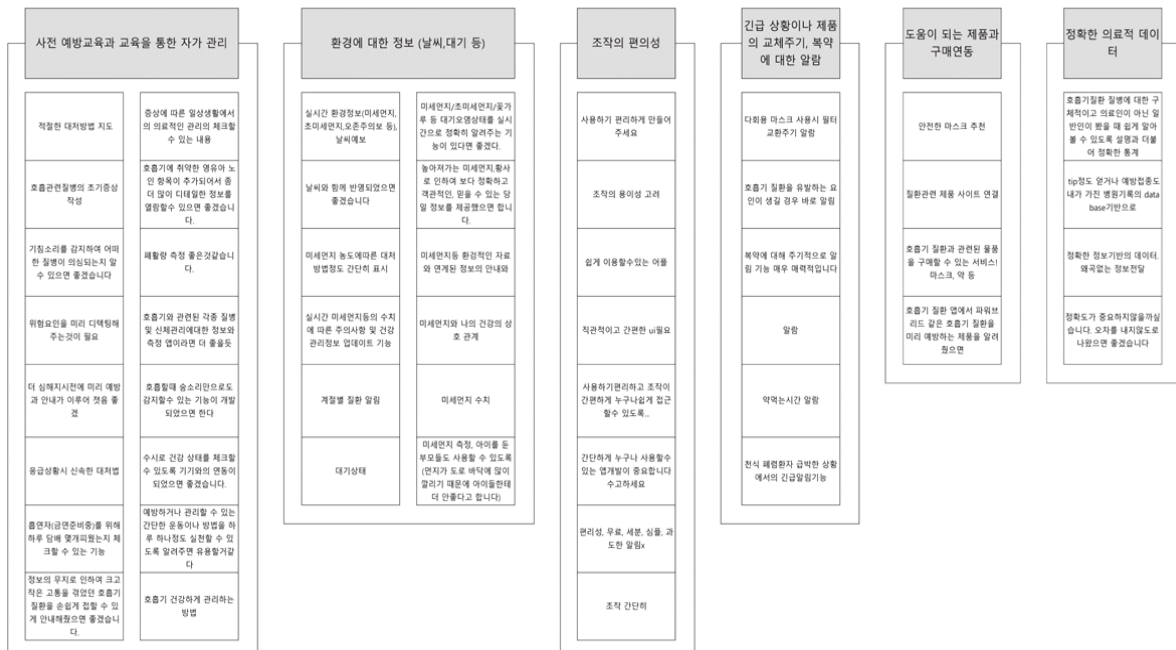 사전 예방교육과 교육을 통한 자가 관리
적절한 대처방법 지도
호흡관련질병의 초기증상
작성
기침소리를 감지하여 어떠
한 질병이 의심되는지 알
수 있으면 좋겠습니다
위험요인을 미리 디텍팅해
주는것이 필요
더 심해지시전에 미리 예방
과 안내가 이루어 젓음 좋
겠
응급상황시 신속한 대처법
흡연자(금연준비중)를 위해
하루 담배 몇개피폈는지 체
크할 수 있는 기능
정보의 무지로 인하여 크고
작은 고통을 겪었던 호흡기
질환을 손쉽게 접할 수 있
게 안내해줬으면 좋겠습니
다.
증상에 따른 일상생활에서
의 의료적인 관리의 체크할
수 있는 내용
호흡기에 취약한 영유아 노
인 항목이 추가되어서 좀
더 많이 디테일한 정보를
열람할수 있으면 좋겠습니
다.
폐활량 측정 좋은것같습니
다.
호흡기와 관련된 각종 질병
및 신체관리에대한 정보와
측정 앱이라면 더 좋을듯
호흡할때 숨소리만으로도
감지할수 있는 기능이 개발
되었으면 한다
수시로 건강 상태를 체크할
수 있도록 기기와의 연동이
되었으면 좋겠습니다.
예방하거나 관리할 수 있는
간단한 운동이나 방법을 하
루 하나정도 실천할 수 있
도록 알려주면 유용할거같
다
호흡기 건강하게 관리하는
방법
환경에 대한 정보 (날씨,대기 등)
실시간 환경정보(미세먼지,
초미세먼지,오존주의보 등),
날씨예보
날씨와 함께 반영되었으면
좋겠습니다
미세먼지 농도에따른 대처
방법정도 간단히 표시
실시간 미세먼지등의 수치
에 따른 주의사항 및 건강
관리정보 업데이트 기능
계절별 질환 알림
대기상태
미세먼지/초미세먼지/꽃가
루 등 대기오염상태를 실시
간으로 정확히 알려주는 기
능이 있다면 좋겠다.
높아져가는 미세먼지,황사
로 인하여 보다 정확하고
객관적인, 믿을 수 있는 당
일 정보를 제공했으면 합니
다.
미세먼지등 환경적인 자료
와 연계된 정보의 안내와
미세먼지와 나의 건강의 상
호 관계
미세먼지 수치
미세먼지 측정, 아이를 둔
부모들도 사용할 수 있도록
(먼지가 도로 바닥에 많이
깔리기 때문에 아이들한테
더 안좋다고 합니다)
조작의 편의성
사용하기 편리하게 만들어
주세요
조작의 용이성 고려
쉽게 이용할수있는 어플
직관적이고 간편한 ui필요
사용하기편리하고 조작이
간편하게 누구나쉽게 접근
할수 있도록…
간단하게 누구나 사용할수
있는 앱개발이 중요합니다
수고하세요
편리성, 무료, 세분, 심플, 과
도한 알림x
조작 간단히
긴급 상황이나 제품
의 교체주기, 복약
에 대한 알람
다회용 마스크 사용시 필터
교환주기 알람
호흡기 질환을 유발하는 요
인이 생길 경우 바로 알림
복약에 대해 주기적으로 알
림 기능 매우 매력적입니다
알람
약먹는시간 알람
천식 폐렴환자 급박한 상황
에서의 긴급알림기능
도움이 되는 제품과
구매연동
안전한 마스크 추천
질환관련 제품 사이트 연결
호흡기 질환과 관련된 물품
을 구매할 수 있는 서비스!
마스크, 약 등
호흡기 질환 앱에서 파워브
리드 같은 호흡기 질환을
미리 예방하는 제품을 알려
줬으면
정확한 의료적 데이
터
호흡기질환 질병에 대한 구
체적이고 의료인이 아닌 일
반인이 봤을 때 쉽게 알아
볼 수 있도록 설명과 더불
어 정확한 통계
tip정도 얻거나 예방접종도
내가 가진 병원기록의 data
base기반으로
정확한 정보기반의 데이터.
왜곡없는 정보전달
정확도가 중요하지않을까싶
습니다. 오차를 내지않도로
나왔으면 좋겠습니다